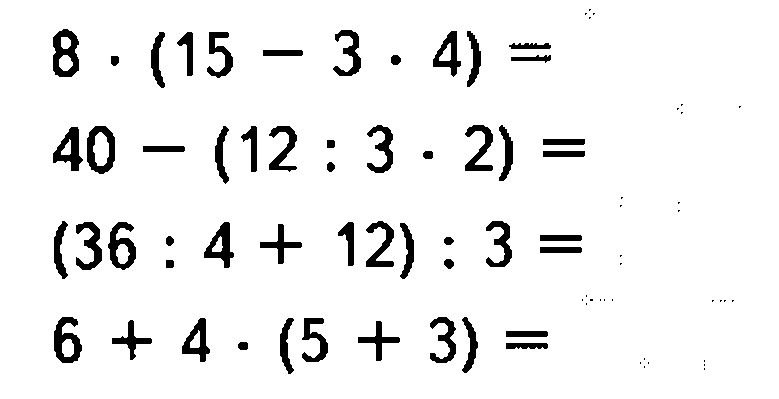 8 · (15 − 3 · 4) =
40 − (12 : 3 · 2) =
(36 : 4 + 12) : 3 =
6 + 4 · (5 + 3) =